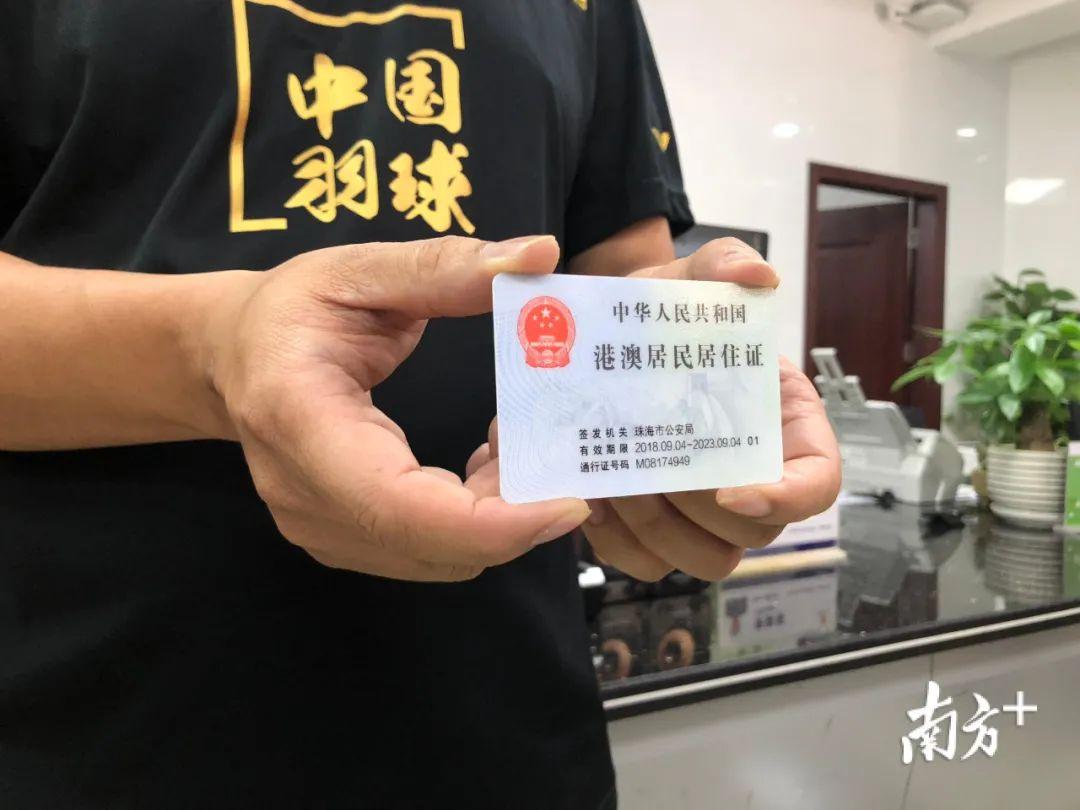 中国
羽球
中华人民共和国
港澳居民居住证
签发机关 珠海市公安局
有效期限 2018.09.04-2023.09.04 01
通行证号码 M08174949
南方+